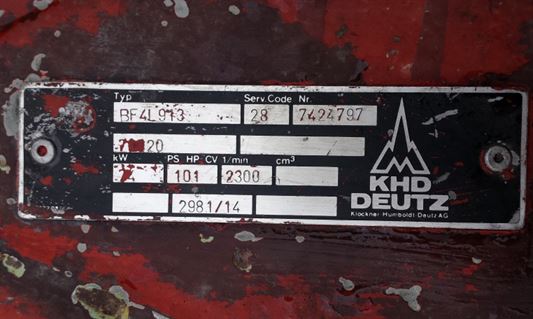 Typ Serv.Code Nr.
BF4L913 28 7424797
20
kW PS HP CV 1/min cm³
101 2300
2981/14
KHD
DEUTZ
Klöckner Humboldt Deutz AG